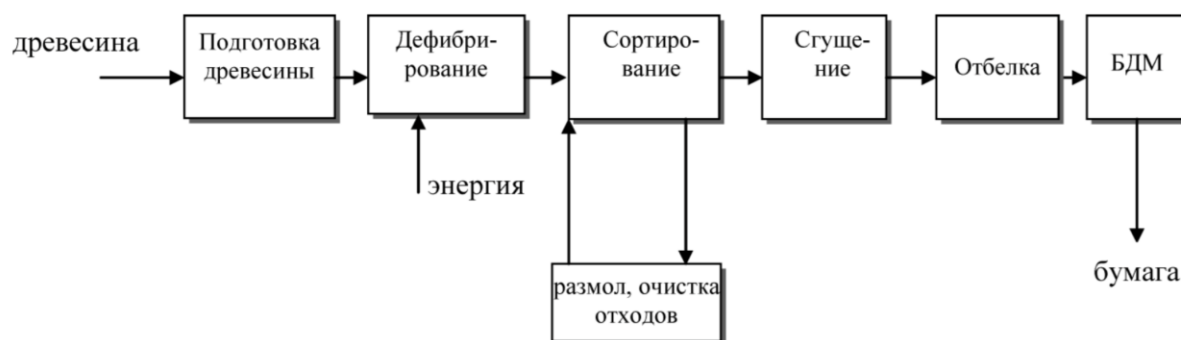 древесина
Подготовка
древесины
Дефибри-
рование
Сортиро-
вание
Сгуще-
ние
Отбелка
БДМ
энергия
размол, очистка
отходов
бумага